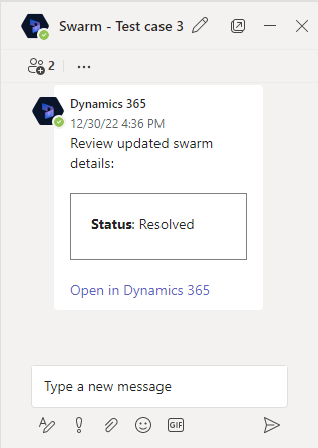 Swarm - Test case 3
2
Dynamics 365
12/30/22 4:36 PM
Review updated swarm
details:
Status: Resolved
Open in Dynamics 365
Type a new message
GIF